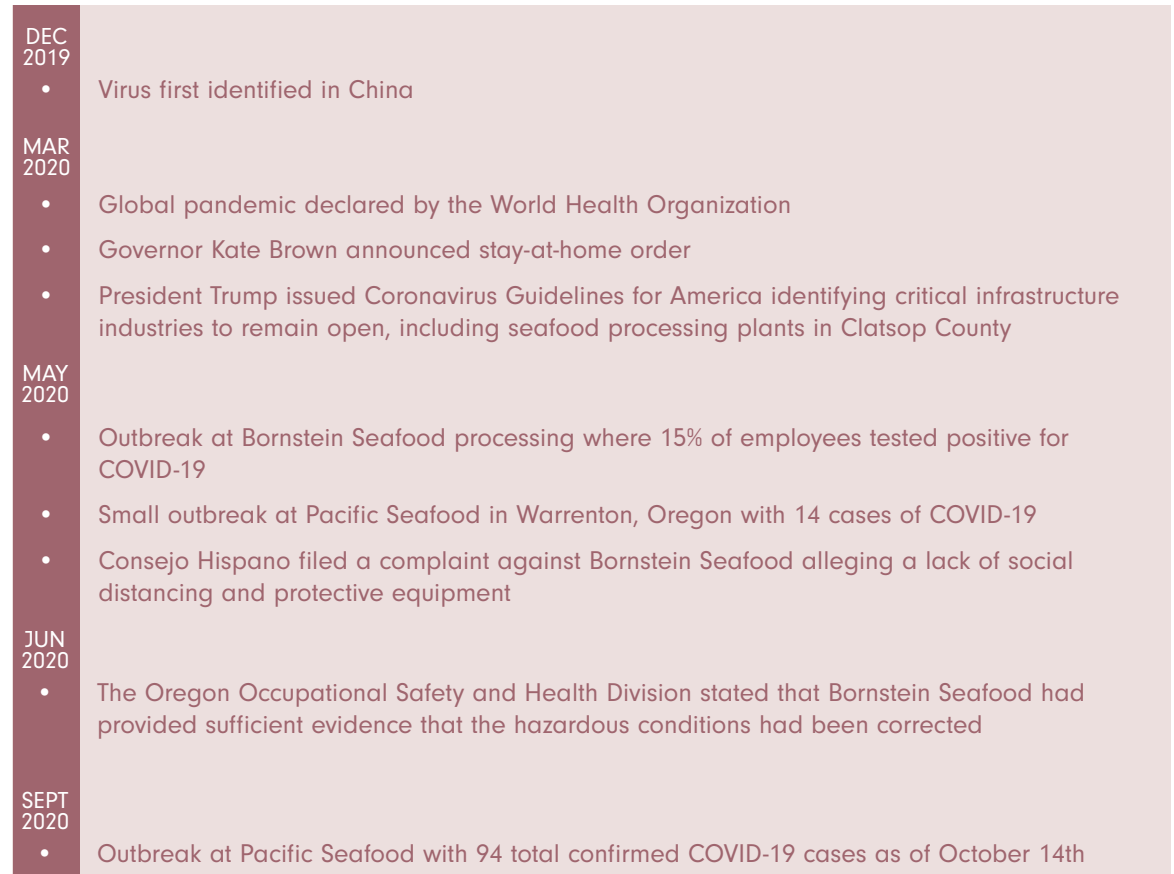 DEC
2019
• Virus first identified in China
MAR
2020
• Global pandemic declared by the World Health Organization
• Governor Kate Brown announced stay-at-home order
• President Trump issued Coronavirus Guidelines for America identifying critical infrastructure
industries to remain open, including seafood processing plants in Clatsop County
MAY
2020
• Outbreak at Bornstein Seafood processing where 15% of employees tested positive for
COVID-19
• Small outbreak at Pacific Seafood in Warrenton, Oregon with 14 cases of COVID-19
• Consejo Hispano filed a complaint against Bornstein Seafood alleging a lack of social
distancing and protective equipment
JUN
2020
• The Oregon Occupational Safety and Health Division stated that Bornstein Seafood had
provided sufficient evidence that the hazardous conditions had been corrected
SEPT
2020
• Outbreak at Pacific Seafood with 94 total confirmed COVID-19 cases as of October 14th